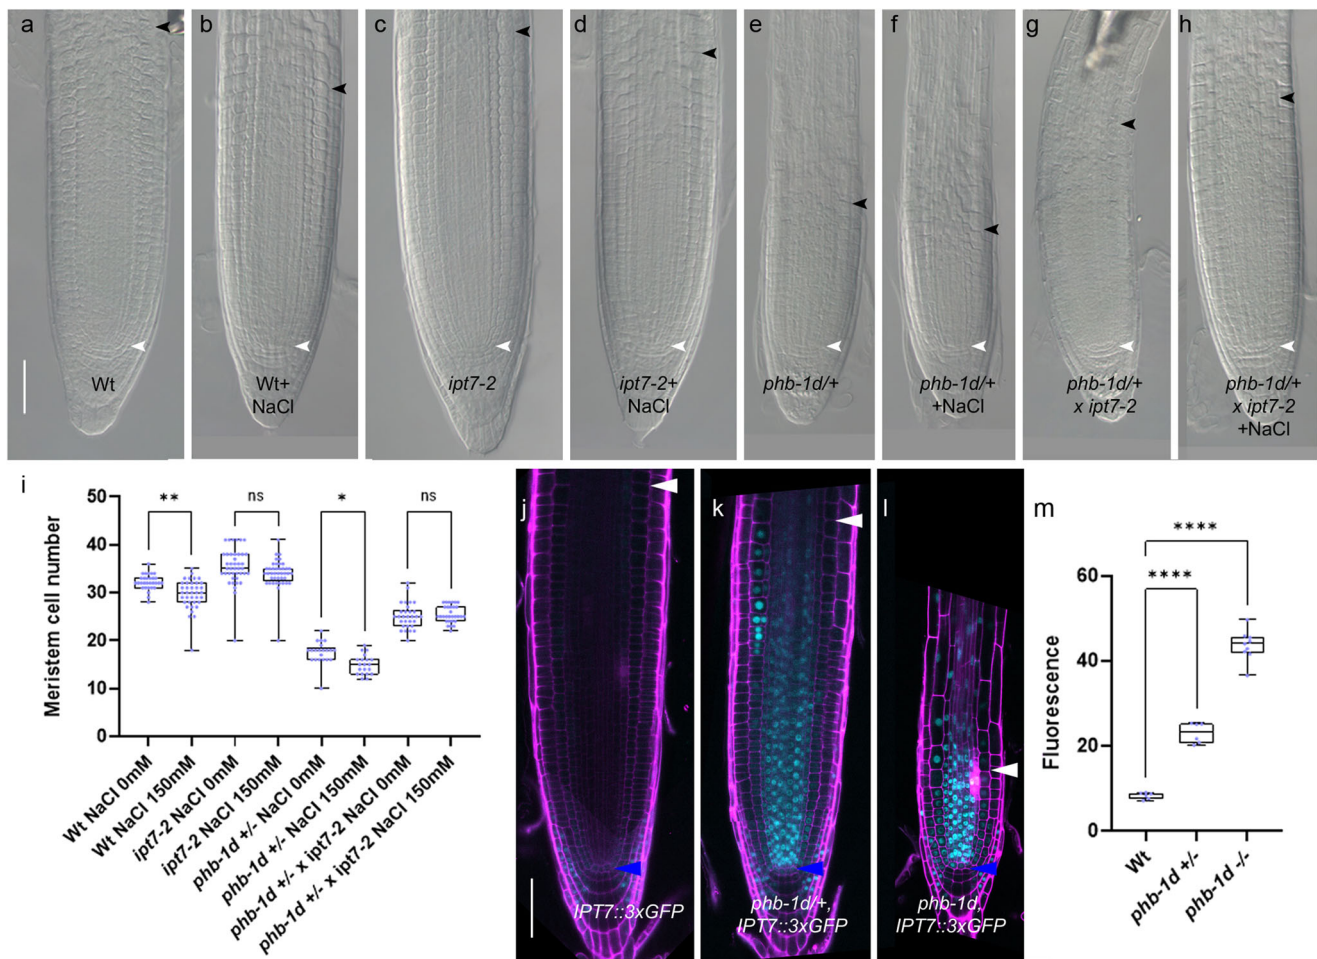 a
b
c
d
e
f
g
h
Wt
Wt+
NaCl
ipt7-2
ipt7-2+
NaCl
phb-1d/+
phb-1d/+
+NaCl
phb-1d/+
x ipt7-2
phb-1d/+
x ipt7-2
+NaCl
i
Meristem cell number
50
40
30
20
10
0
**
ns
*
ns
Wt NaCl 0mM
Wt NaCl 150mM
ipt7-2 NaCl 0mM
ipt7-2 NaCl 150mM
phb-1d +/- NaCl 0mM
phb-1d +/- NaCl 150mM
phb-1d +/- x ipt7-2 NaCl 0mM
phb-1d +/- x ipt7-2 NaCl 150mM
j
k
l
IPT7::3xGFP
phb-1d/+,
IPT7::3xGFP
phb-1d,
IPT7::3xGFP
m
Fluorescence
60
40
20
0
****
****
Wt
phb-1d +/-
phb-1d -/-